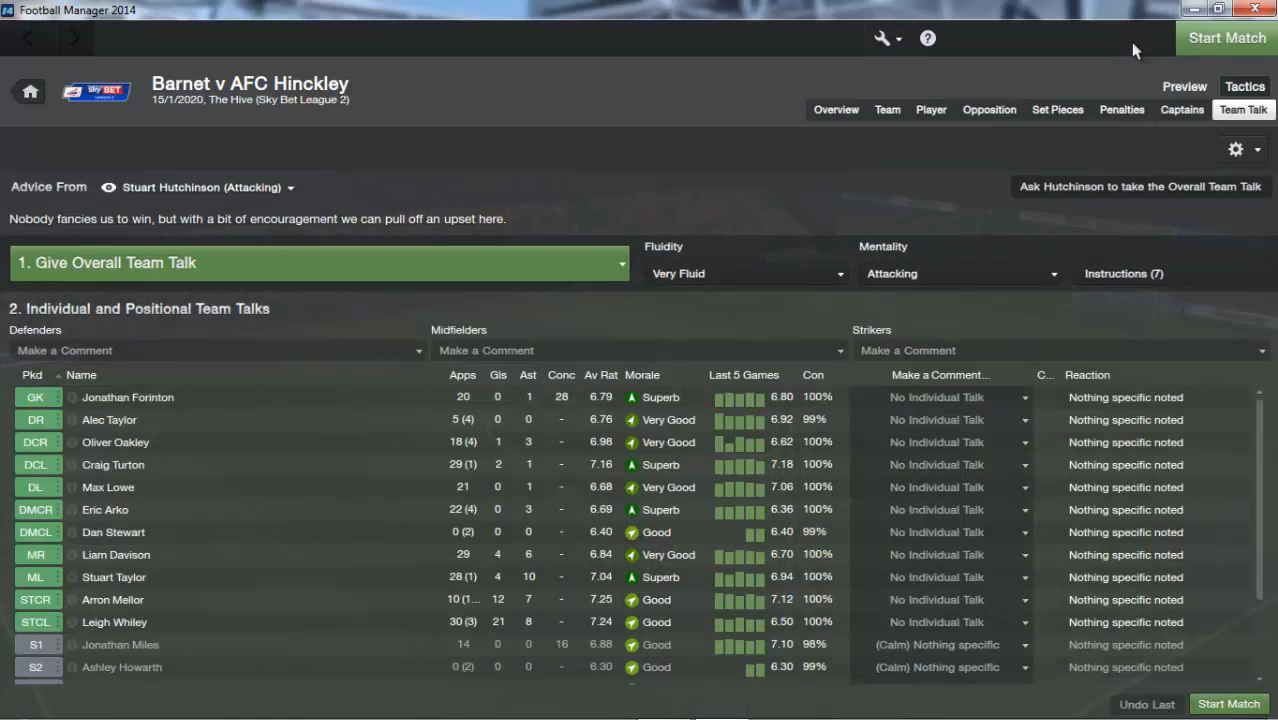 Football Manager 2014
Start Match
Barnet v AFC Hinckley
15/1/2020, The Hive (Sky Bet League 2)
sky BET
Preview Tactics
Overview Team Player Opposition Set Pieces Penalties Captains Team Talk
Advice From Stuart Hutchinson (Attacking) Ask Hutchinson to take the Overall Team Talk
Nobody fancies us to win, but with a bit of encouragement we can pull off an upset here.
Fluidity Mentality
1. Give Overall Team Talk Very Fluid Attacking Instructions (7)
2. Individual and Positional Team Talks
Defenders Midfielders Strikers
Make a Comment Make a Comment Make a Comment
Pkd Name Apps Gls Ast Conc Av Rat Morale Last 5 Games Con Make a Comment... C... Reaction
GK Jonathan Forinton 20 0 1 28 6.79 Superb 6.80 100% No Individual Talk Nothing specific noted
DR Alec Taylor 5 (4) 0 0 - 6.76 Very Good 6.92 99% No Individual Talk Nothing specific noted
DCR Oliver Oakley 18 (4) 1 3 - 6.98 Very Good 6.62 100% No Individual Talk Nothing specific noted
DCL Craig Turton 29 (1) 2 1 - 7.16 Superb 7.18 100% No Individual Talk Nothing specific noted
DL Max Lowe 21 0 1 - 6.68 Very Good 7.06 100% No Individual Talk Nothing specific noted
DMCR Eric Arko 22 (4) 0 3 - 6.69 Superb 6.36 100% No Individual Talk Nothing specific noted
DMCL Dan Stewart 0 (2) 0 0 - 6.40 Good 6.40 99% No Individual Talk Nothing specific noted
MR Liam Davison 29 4 6 - 6.84 Very Good 6.70 100% No Individual Talk Nothing specific noted
ML Stuart Taylor 28 (1) 4 10 - 7.04 Superb 6.94 100% No Individual Talk Nothing specific noted
STCR Arron Mellor 10 (1... 12 7 - 7.25 Good 7.12 100% No Individual Talk Nothing specific noted
STCL Leigh Whiley 30 (3) 21 8 - 7.24 Good 6.50 100% No Individual Talk Nothing specific noted
S1 Jonathan Miles 14 0 0 16 6.88 Good 7.10 98% (Calm) Nothing specific Nothing specific noted
S2 Ashley Howarth 0 (2) 0 0 - 6.30 Good 6.30 99% (Calm) Nothing specific Nothing specific noted
Undo Last Start Match